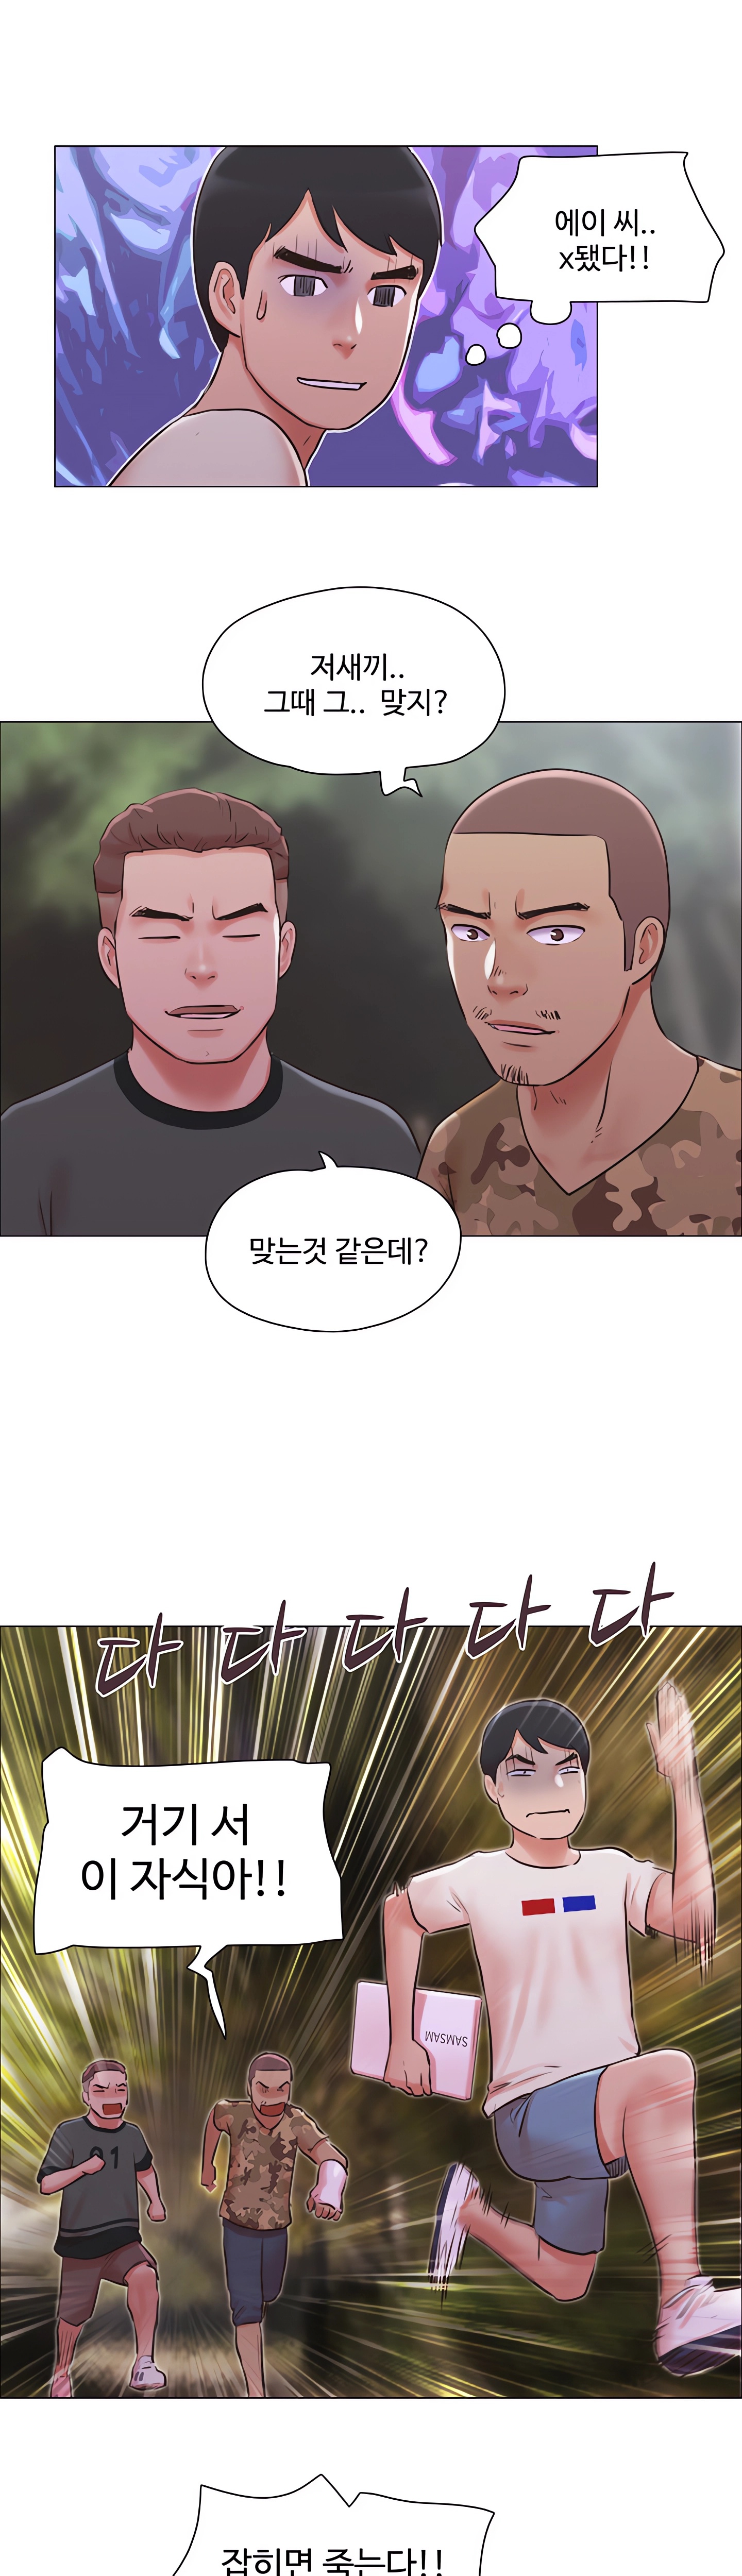 에이 씨..
x됐다!!
저새끼..
그때 그.. 맞지?
맞는것 같은데?
다 다 다 다 다
거기 서
이 자식아!!
SAMSAM
01
잡히면 죽는다!!